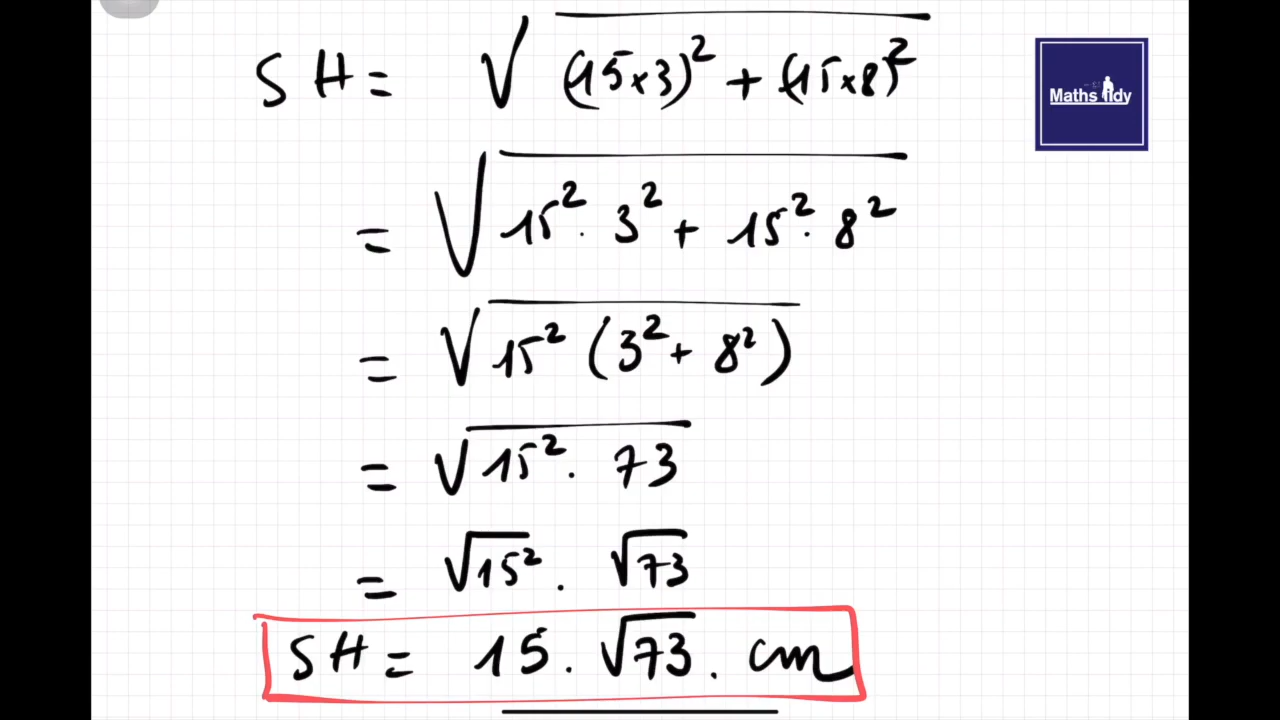 SH = √((15×3)² + (15×8)²)
Maths Tidy
= √(15² · 3² + 15² · 8²)
= √(15² (3² + 8²))
= √(15² · 73)
= √15² · √73
SH = 15 · √73 · cm